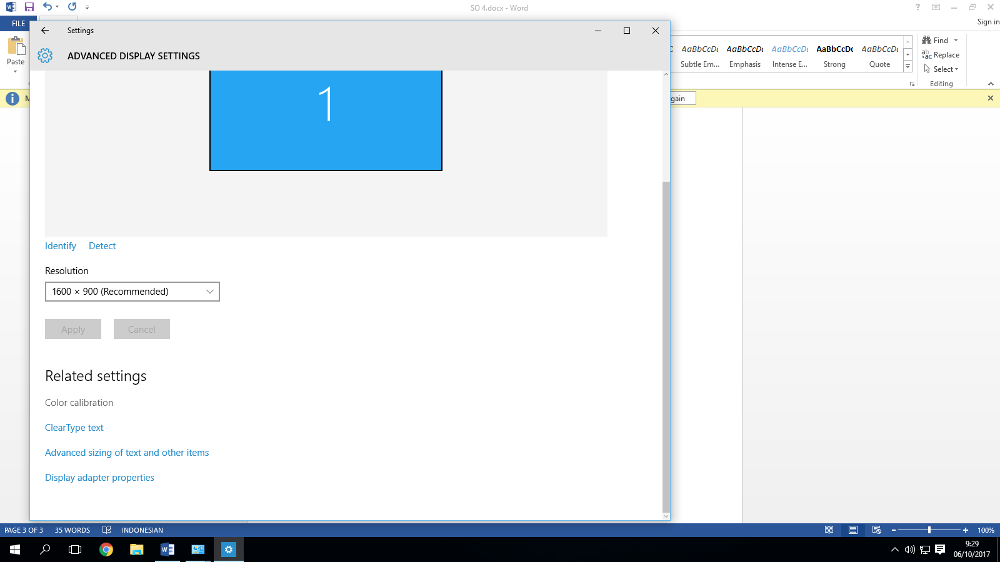 SO 4.docx - Word
FILE
Sign in
Settings
ADVANCED DISPLAY SETTINGS
Paste
AaBbCcDc AaBbCcDc AaBbCcDc AaBbCcDc AaBbCcDc
Subtle Em... Emphasis Intense E... Strong Quote
Find
Replace
Select
Editing
gain
1
Identify Detect
Resolution
1600 × 900 (Recommended)
Apply Cancel
Related settings
Color calibration
ClearType text
Advanced sizing of text and other items
Display adapter properties
PAGE 3 OF 3 35 WORDS INDONESIAN
100%
9:29
06/10/2017